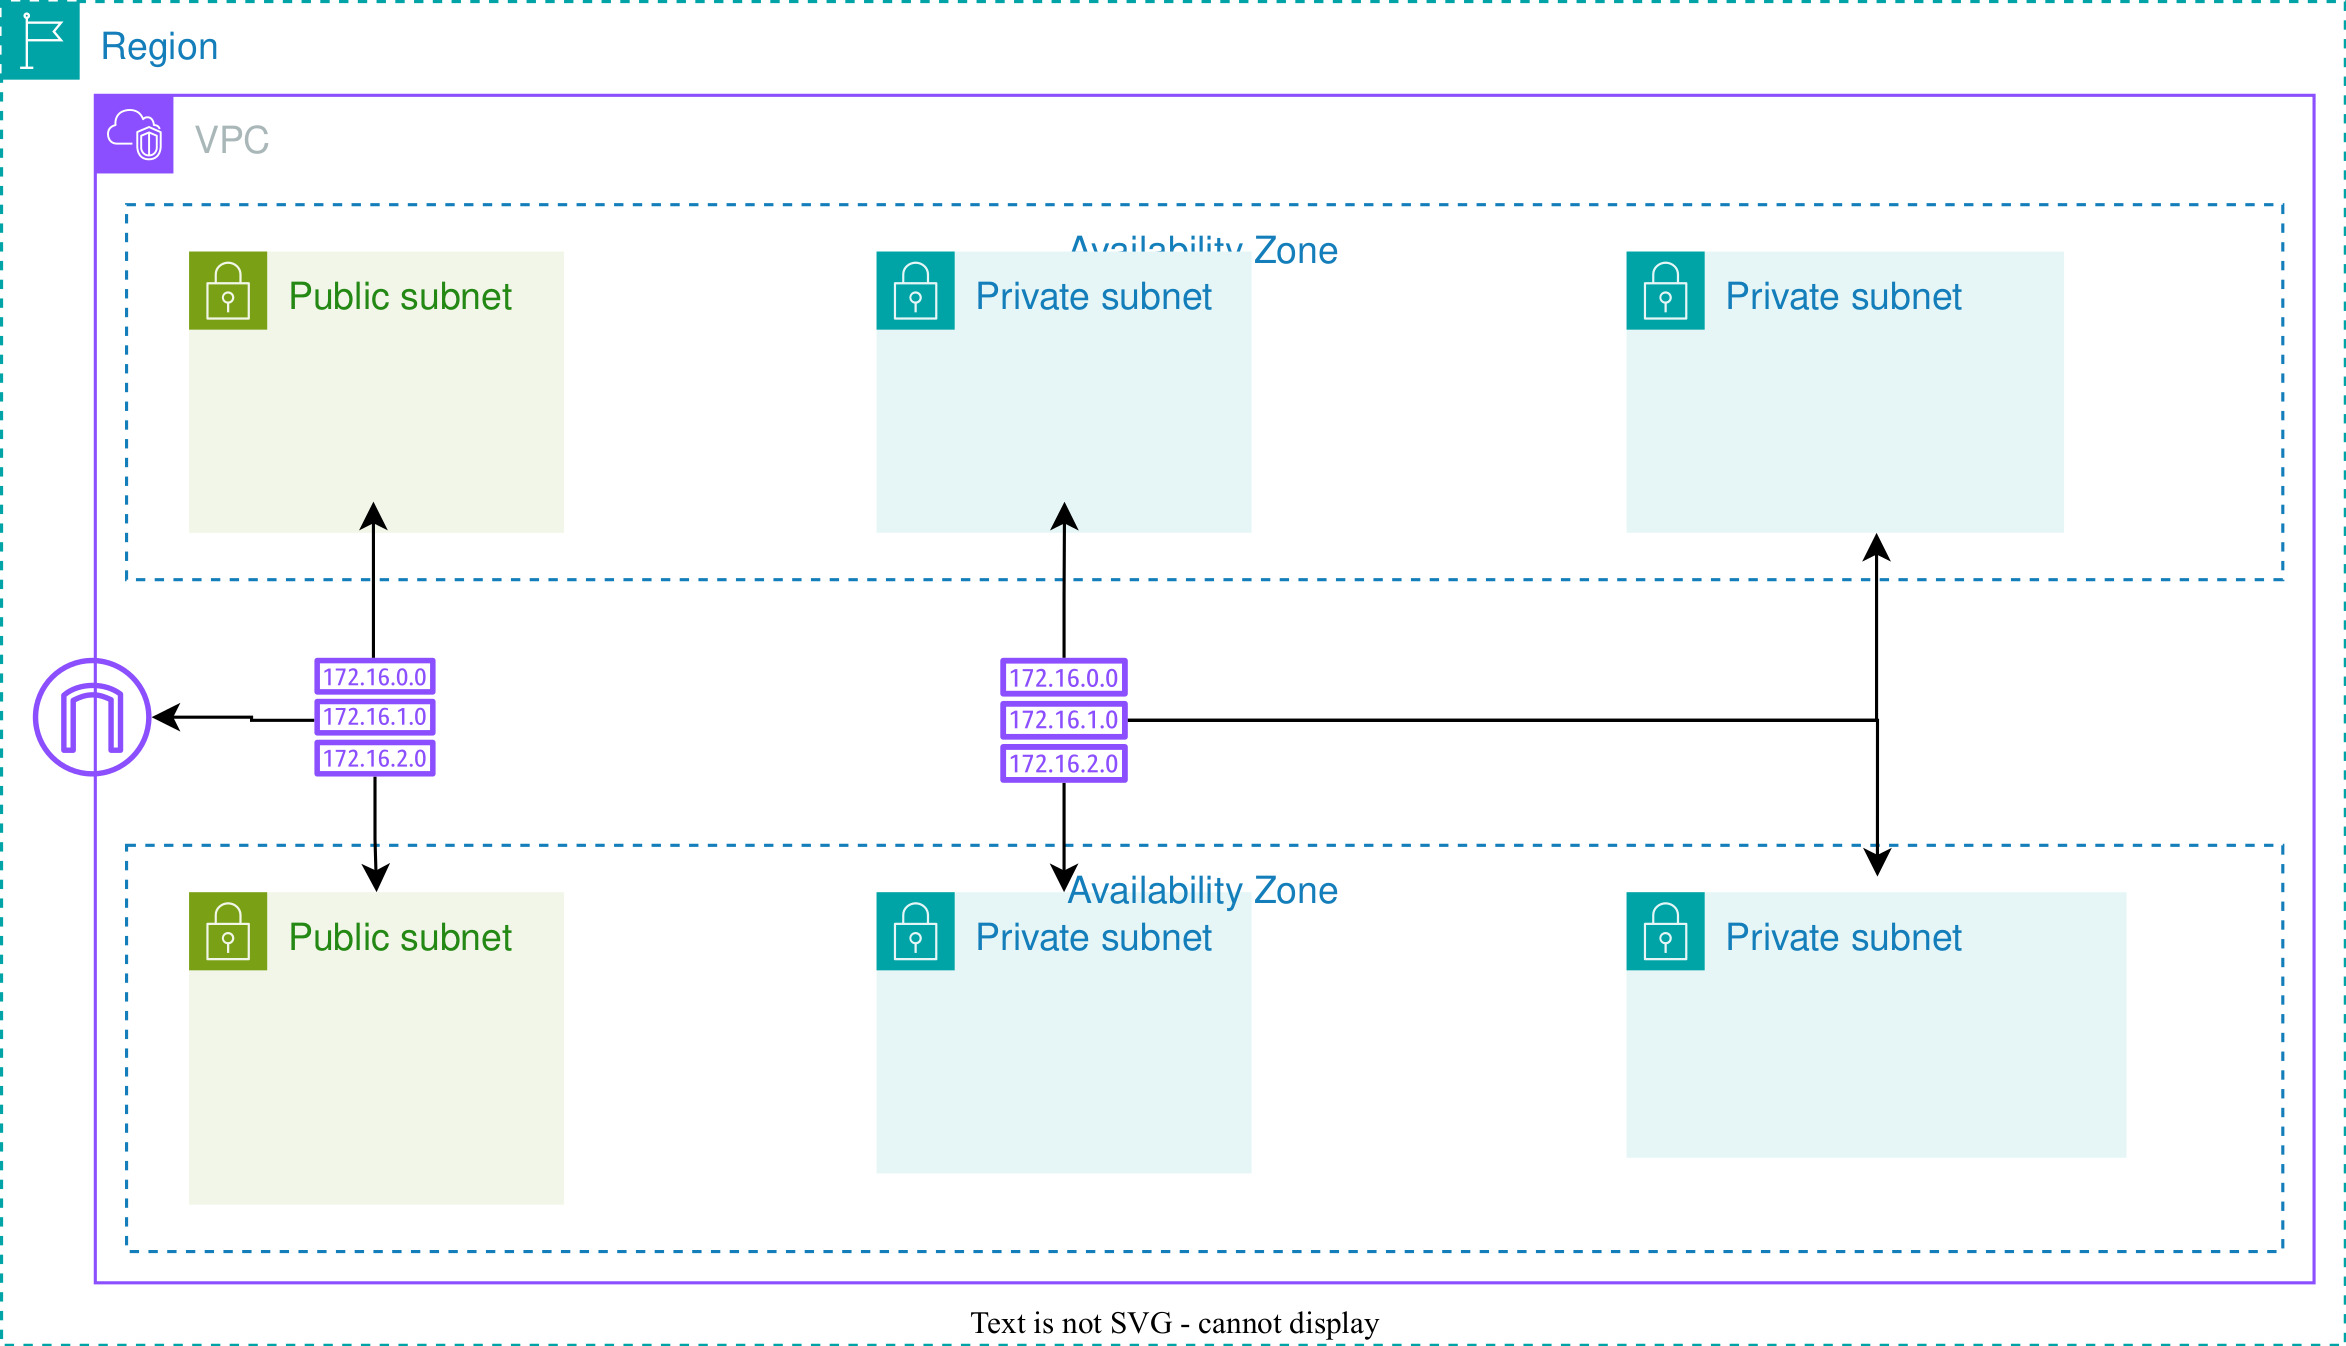 Region
VPC
Availability Zone
Public subnet
Private subnet
Private subnet
172.16.0.0
172.16.1.0
172.16.2.0
172.16.0.0
172.16.1.0
172.16.2.0
Availability Zone
Public subnet
Private subnet
Private subnet
Text is not SVG - cannot display